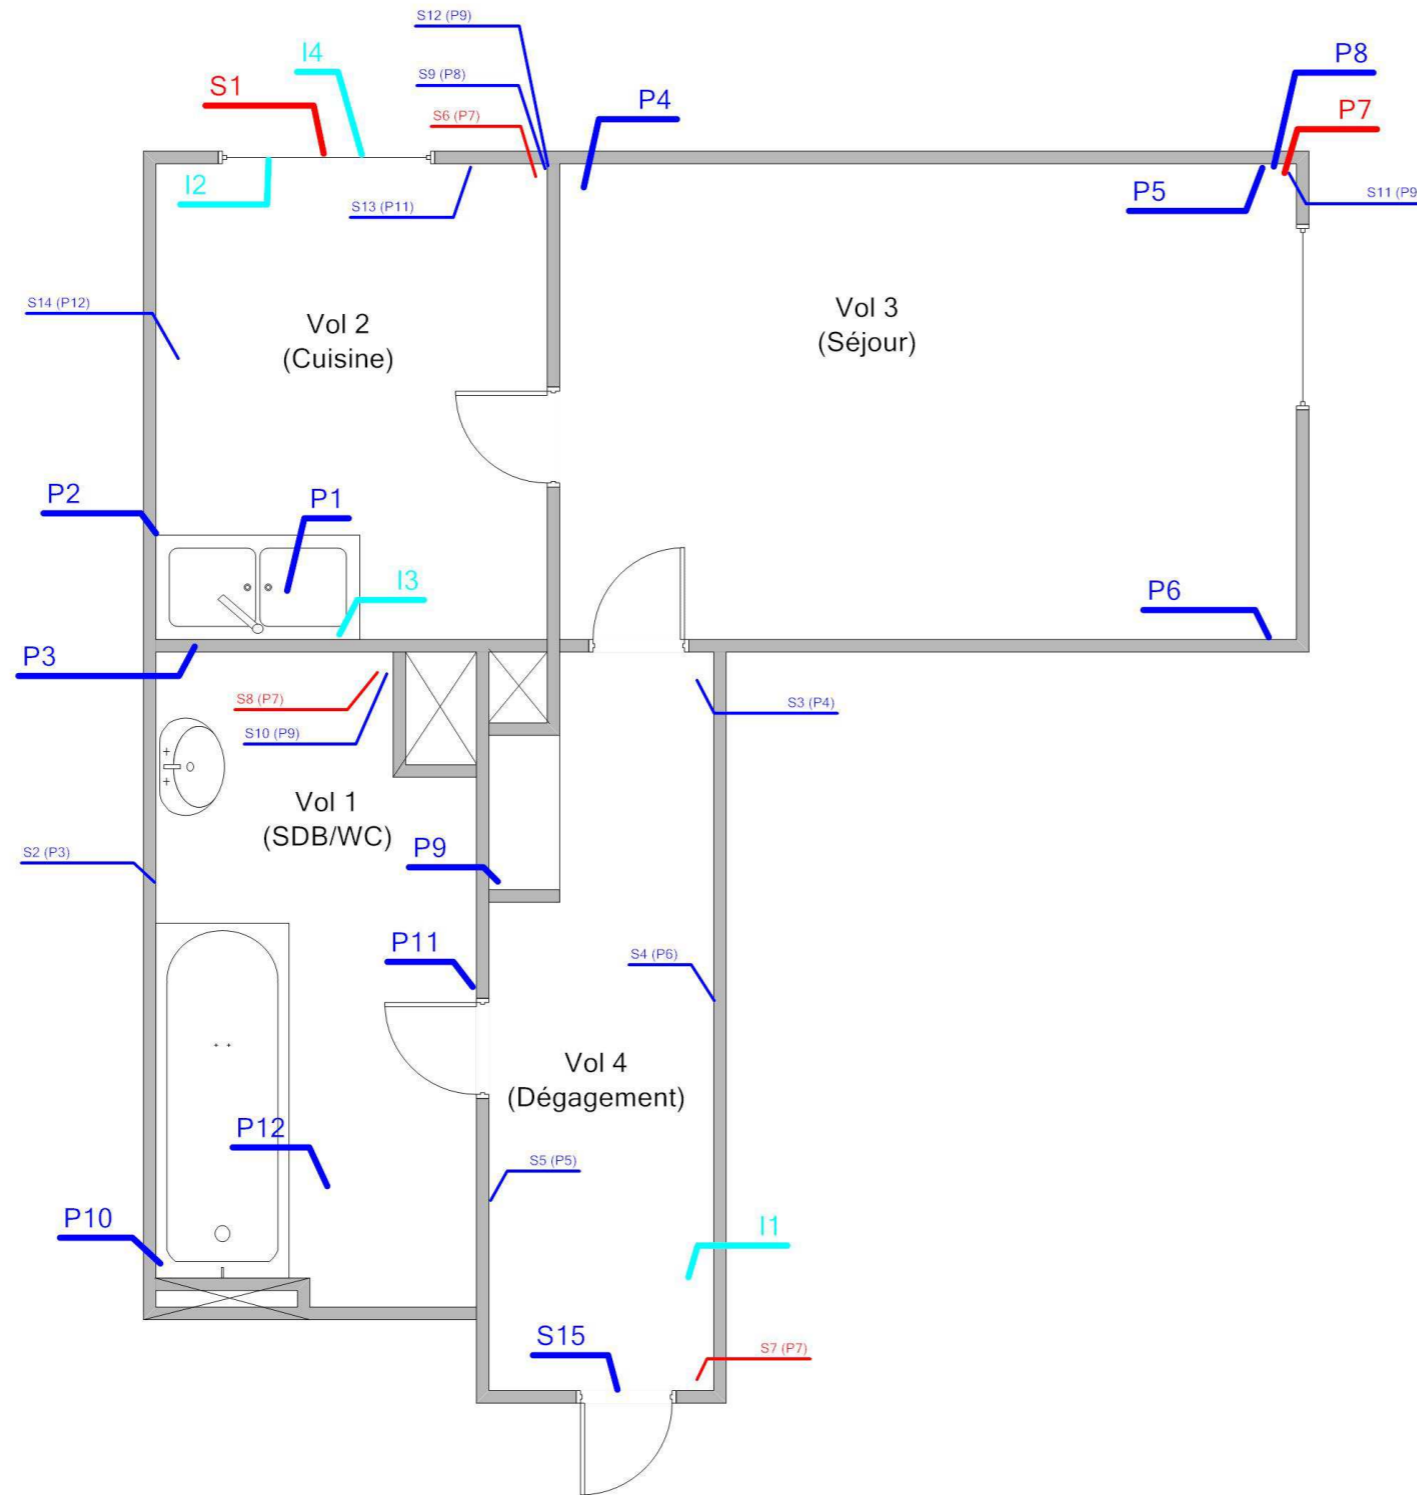 S12 (P9)
I4
P8
S9 (P8)
S1
P4
P7
S6 (P7)
I2
P5
S11 (P9
S13 (P11)
S14 (P12)
Vol 2
(Cuisine)
Vol 3
(Séjour)
P2
P1
I3
P6
P3
S8 (P7)
S3 (P4)
S10 (P9)
Vol 1
(SDB/WC)
S2 (P3)
P9
P11
S4 (P6)
Vol 4
(Dégagement)
P12
S5 (P5)
P10
I1
S15
S7 (P7)